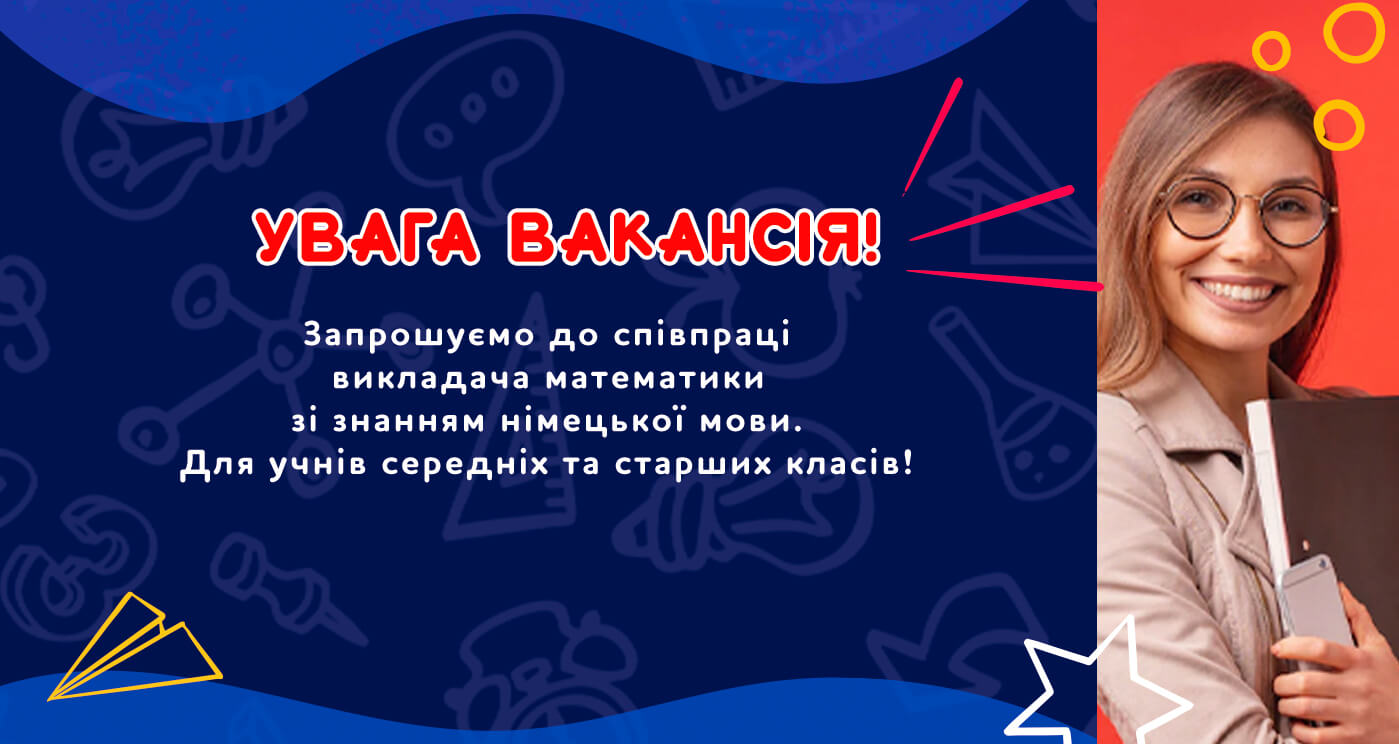 УВАГА ВАКАНСІЯ!
Запрошуємо до співпраці
викладача математики
зі знанням німецької мови.
Для учнів середніх та старших класів!